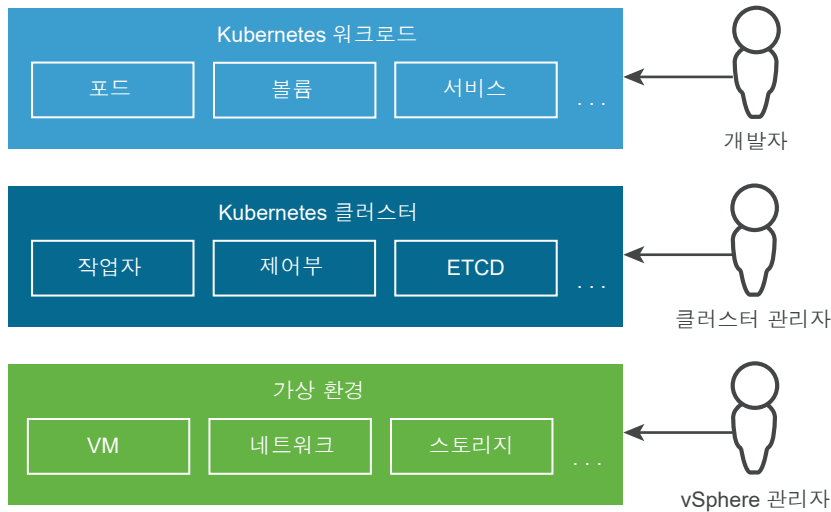 Kubernetes 워크로드
포드
볼륨
서비스
. . .
개발자
Kubernetes 클러스터
작업자
제어부
ETCD
. . .
클러스터 관리자
가상 환경
VM
네트워크
스토리지
. . .
vSphere 관리자